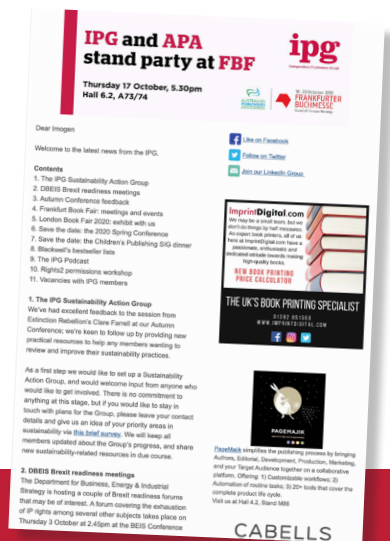 IPG and APA
stand party at FBF
Thursday 17 October, 5.30pm
Hall 6.2, A73/74
ipg
FRANKFURTER
BUCHMESSE
Dear Imogen
Welcome to the latest news from the IPG.
Contents
1. The IPG Sustainability Action Group
2. DBEIS Brexit readiness meetings
3. Autumn Conference feedback
4. Frankfurt Book Fair: meetings and events
5. London Book Fair 2020: exhibit with us
6. Save the date: the 2020 Spring Conference
7. Save the date: the Children's Publishing SIG dinner
8. Blackwell's bestseller lists
9. The IPG Podcast
10. Rights2 permissions workshop
11. Vacancies with IPG members
1. The IPG Sustainability Action Group
We've had excellent feedback to the session from
Extinction Rebellion's Clare Farrell at our Autumn
Conference; we're keen to follow up by providing new
practical resources to help any members wanting to
review and improve their sustainability practices.
As a first step we would like to set up a Sustainability
Action Group, and would welcome input from anyone who
would like to get involved. There is no commitment to
anything at this stage, but if you would like to stay in
touch with plans for the Group, please leave your contact
details and give us an idea of your priority areas in
sustainability via this brief survey. We will keep all
members updated about the Group's progress, and share
new sustainability-related resources in due course.
2. DBEIS Brexit readiness meetings
The Department for Business, Energy & Industrial
Strategy is hosting a couple of Brexit readiness forums
that may be of interest. A forum covering the exhaustion
of IP rights among other subjects takes place on
Thursday 3 October at 2.45pm at the BEIS Conference
Like on Facebook
Follow on Twitter
Join our LinkedIn Group
ImprintDigital.com
We may be a small outfit, but we
don't do things by half measures.
As expert book printers, all of us
here at Imprintdigital.com have a
passionate, enthusiastic and
dedicated attitude towards making
high-quality books.
NEW BOOK PRINTING
PRICE CALCULATOR
THE UK'S BOOK PRINTING SPECIALIST
WWW.IMPRINTDIGITAL.COM
PAGEMAJIK
PageMajik simplifies the publishing process by bringing
Authors, Editorial, Development, Production, Marketing,
and your Target Audience together on a collaborative
platform. Offering: 1) Customizable workflows; 2)
Automation of routine tasks; 3) 20+ tools that cover the
complete product life cycle.
Visit us at Hall 4.2, Stand M86
CABELLS